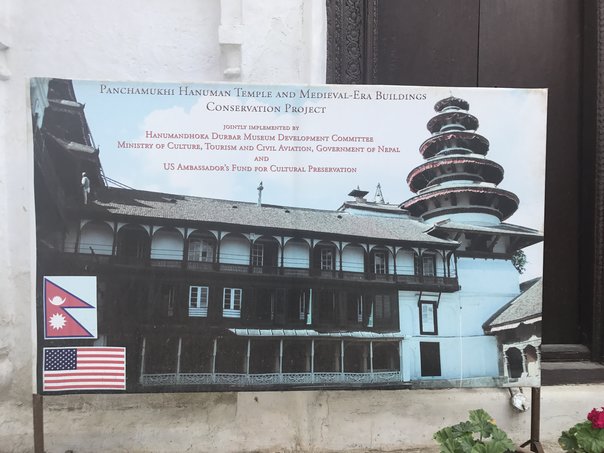 Panchamukhi Hanuman Temple and Medieval-Era Buildings
Conservation Project
jointly implemented by
Hanumandhoka Durbar Museum Development Committee
Ministry of Culture, Tourism and Civil Aviation, Government of Nepal
and
US Ambassador's Fund for Cultural Preservation